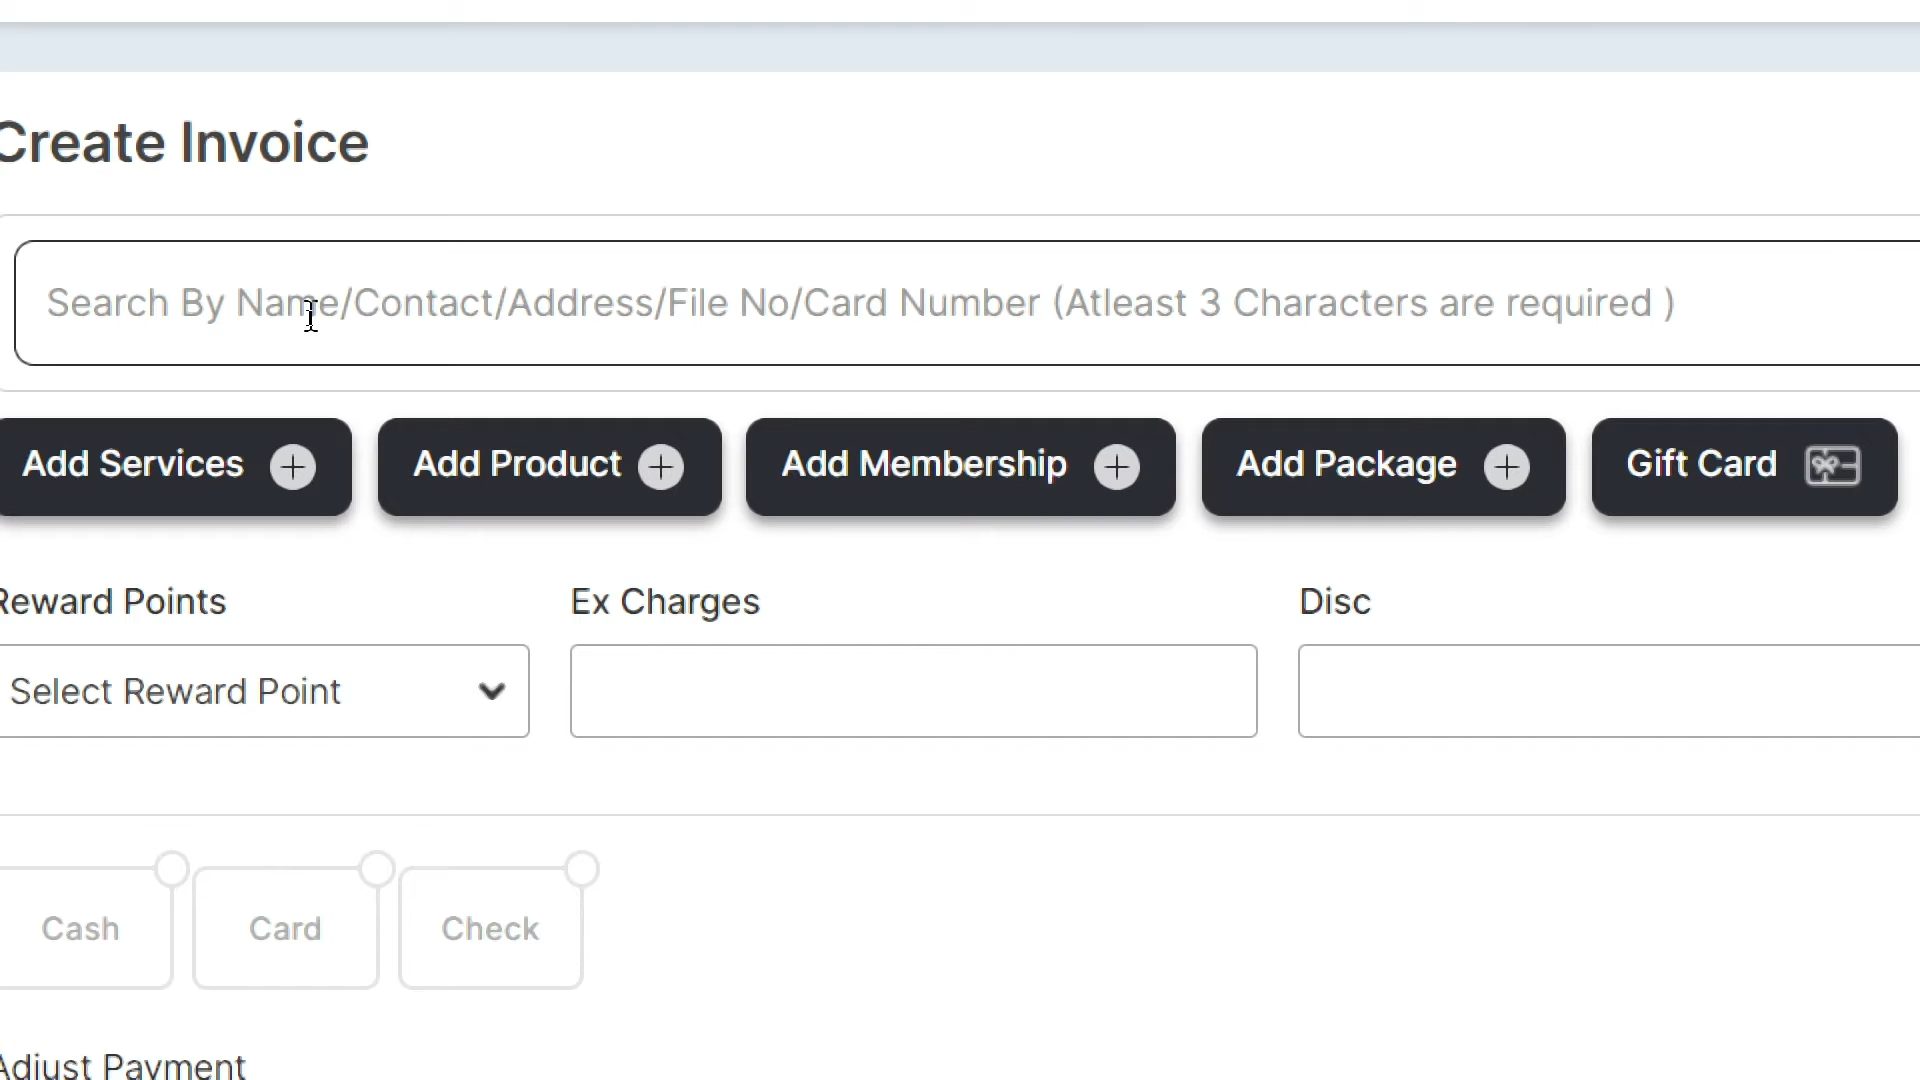 Create Invoice
Search By Name/Contact/Address/File No/Card Number (Atleast 3 Characters are required )
Add Services Add Product Add Membership Add Package Gift Card
Reward Points Ex Charges Disc
Select Reward Point
Cash Card Check
Adjust Payment